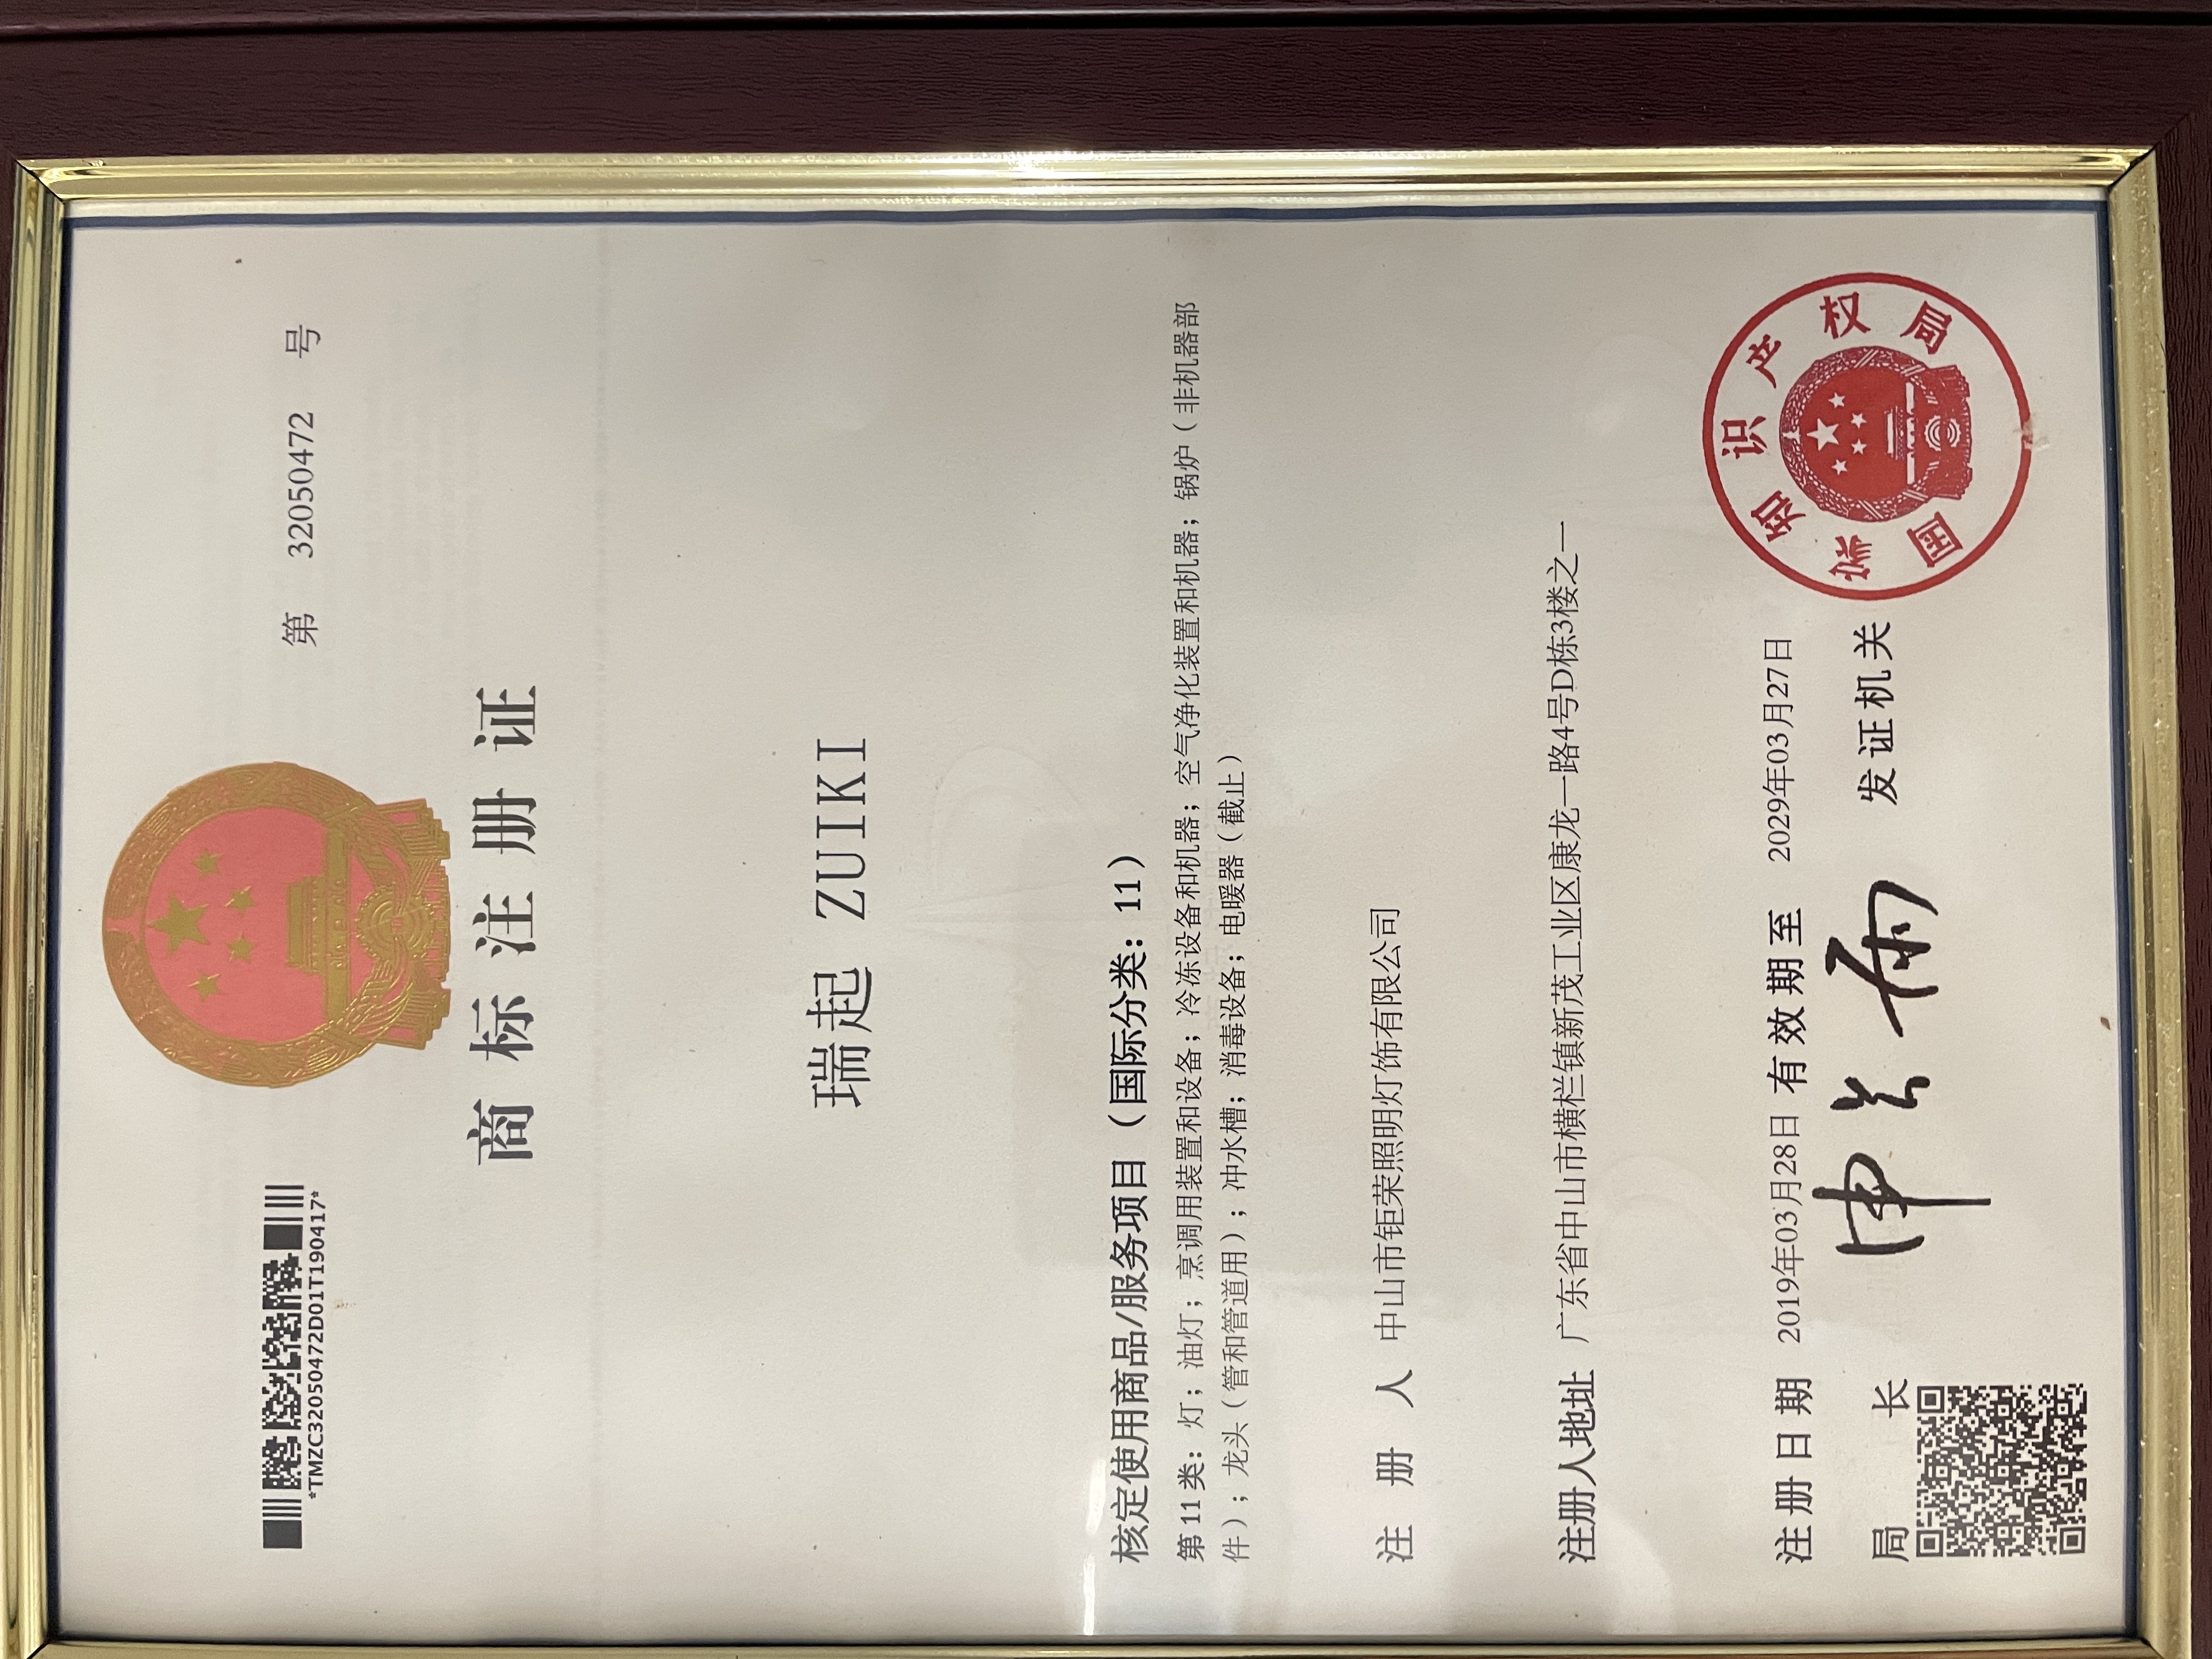 *TMZC32050472D01T190417*
第 32050472 号
商标注册证
瑞起 ZUIKI
核定使用商品/服务项目（国际分类：11）
第11类：灯；油灯；烹调用装置和设备；冷冻设备和机器；空气净化装置和机器；锅炉（非机器部
件）；龙头（管和管道用）；冲水槽；消毒设备；电暖器（截止）
注册人 中山市钜荣照明灯饰有限公司
注册人地址 广东省中山市横栏镇新茂工业区康龙一路4号D栋3楼之一
注册日期 2019年03月28日 有效期至 2029年03月27日
局长 申长雨 发证机关
国家知识产权局